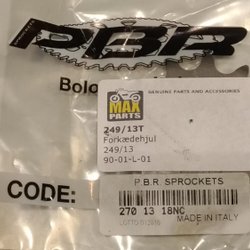 PBR
Bolo
GENUINE PARTS AND ACCESSORIES
MAX
PARTS
249/13T
Forkædehjul
249/13
90-01-L-01
CODE:
P.B.R. SPROCKETS
270 13 18NC
MADE IN ITALY